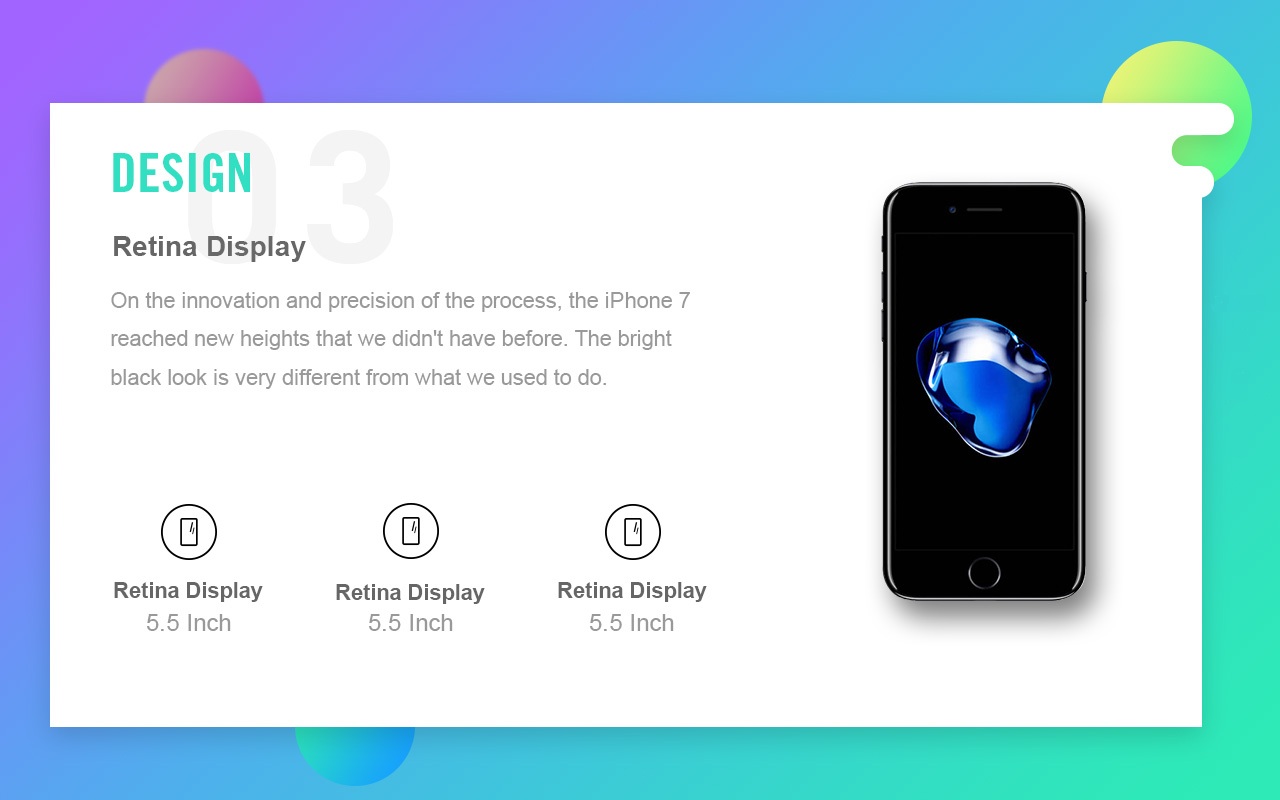 03
DESIGN
Retina Display
On the innovation and precision of the process, the iPhone 7
reached new heights that we didn't have before. The bright
black look is very different from what we used to do.
Retina Display
5.5 Inch
Retina Display
5.5 Inch
Retina Display
5.5 Inch